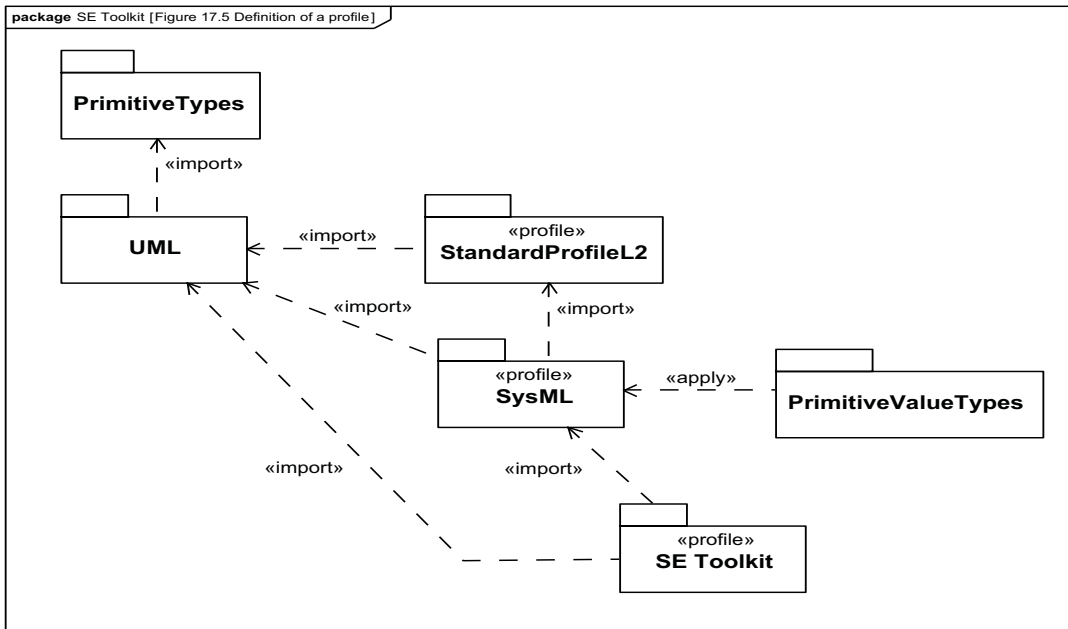 package SE Toolkit [Figure 17.5 Definition of a profile]
PrimitiveTypes
«import»
UML
«import»
«profile»
StandardProfileL2
«import»
«import»
«profile»
SysML
«apply»
PrimitiveValueTypes
«import»
«import»
«profile»
SE Toolkit